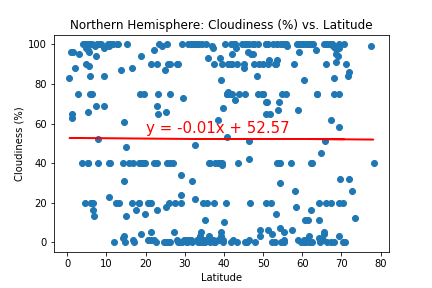 Northern Hemisphere: Cloudiness (%) vs. Latitude
100
80
60
40
20
0
Cloudiness (%)
y = -0.01x + 52.57
0 10 20 30 40 50 60 70 80
Latitude